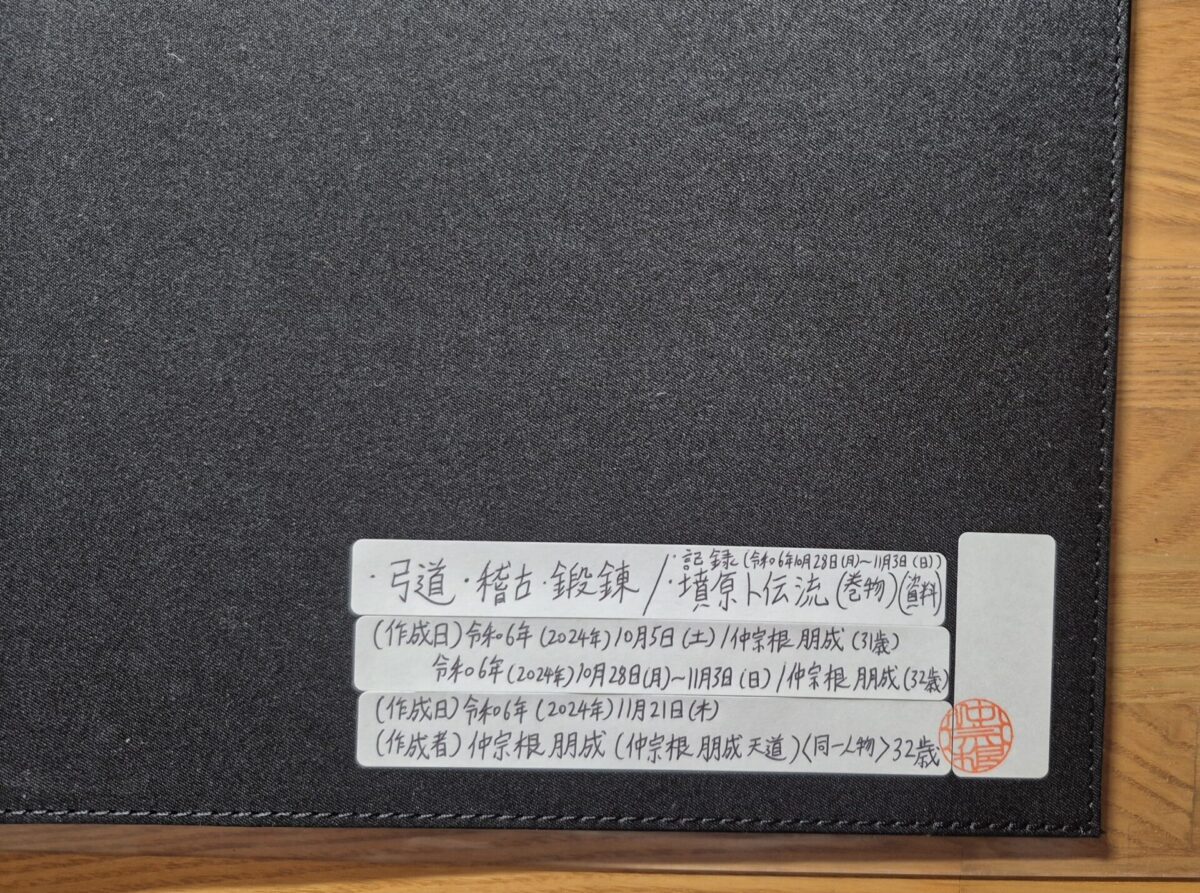 ・弓道・稽古・鍛錬/・記録(令和6年10月28日(月)~11月3日(日))
・墳原卜伝流(巻物)(資料)
(作成日)令和6年(2024年)10月5日(土)/仲宗根朋成(31歳)
令和6年(2024年)10月28日(月)~11月3日(日)/仲宗根朋成(32歳)
(作成日)令和6年(2024年)11月21日(木)
(作成者)仲宗根朋成(仲宗根朋成天道)<同一人物>32歳
仲宗根